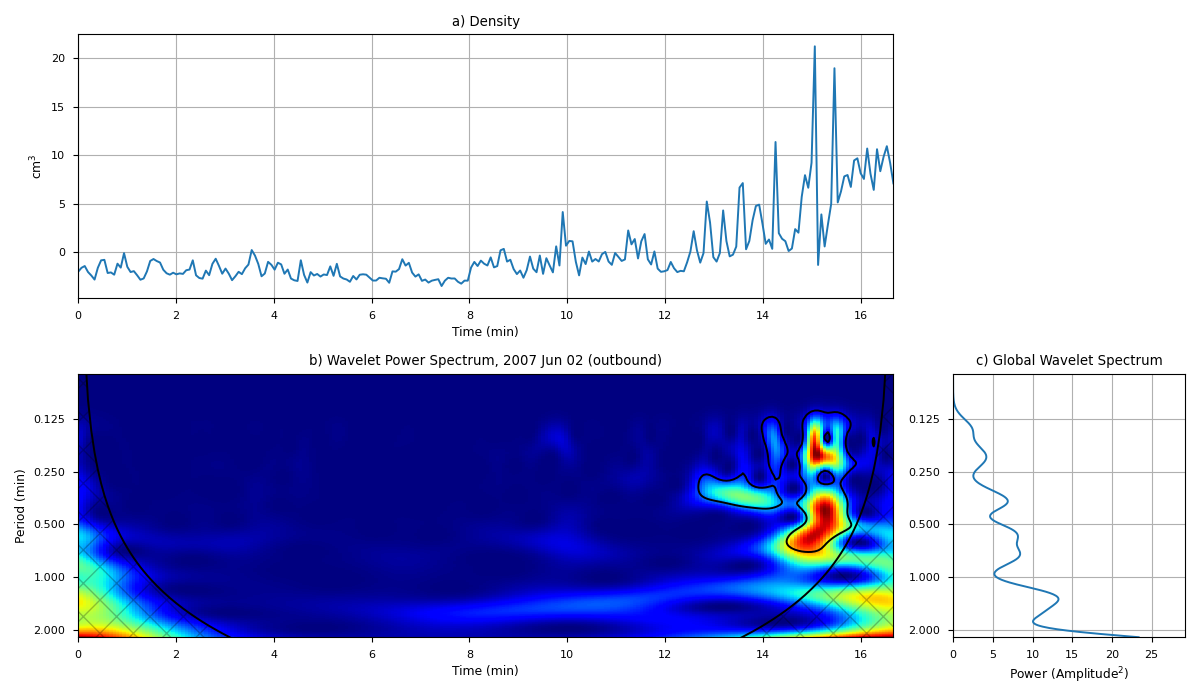 a) Density
20
15
10
5
0
cm³
0 2 4 6 8 10 12 14 16
Time (min)
b) Wavelet Power Spectrum, 2007 Jun 02 (outbound)
0.125
0.250
0.500
1.000
2.000
Period (min)
0 2 4 6 8 10 12 14 16
Time (min)
c) Global Wavelet Spectrum
0.125
0.250
0.500
1.000
2.000
0 5 10 15 20 25
Power (Amplitude²)